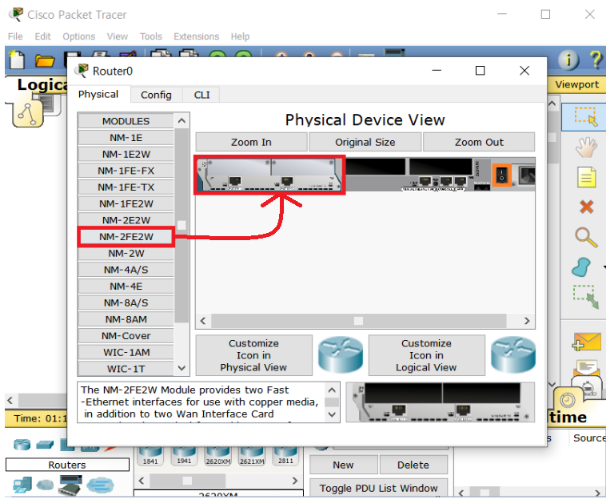 Cisco Packet Tracer
File Edit Options View Tools Extensions Help
Router0
Logica
Viewport
Physical Config CLI
MODULES
NM-1E
NM-1E2W
NM-1FE-FX
NM-1FE-TX
NM-1FE2W
NM-2E2W
NM-2FE2W
NM-2W
NM-4A/S
NM-4E
NM-8A/S
NM-8AM
NM-Cover
WIC-1AM
WIC-1T
Physical Device View
Zoom In Original Size Zoom Out
Customize
Icon in
Physical View
Customize
Icon in
Logical View
The NM-2FE2W Module provides two Fast
-Ethernet interfaces for use with copper media,
in addition to two Wan Interface Card
Time: 01:1
time
Routers
1841 1941 2620XM 2621XM 2811
New Delete
Toggle PDU List Window
Source